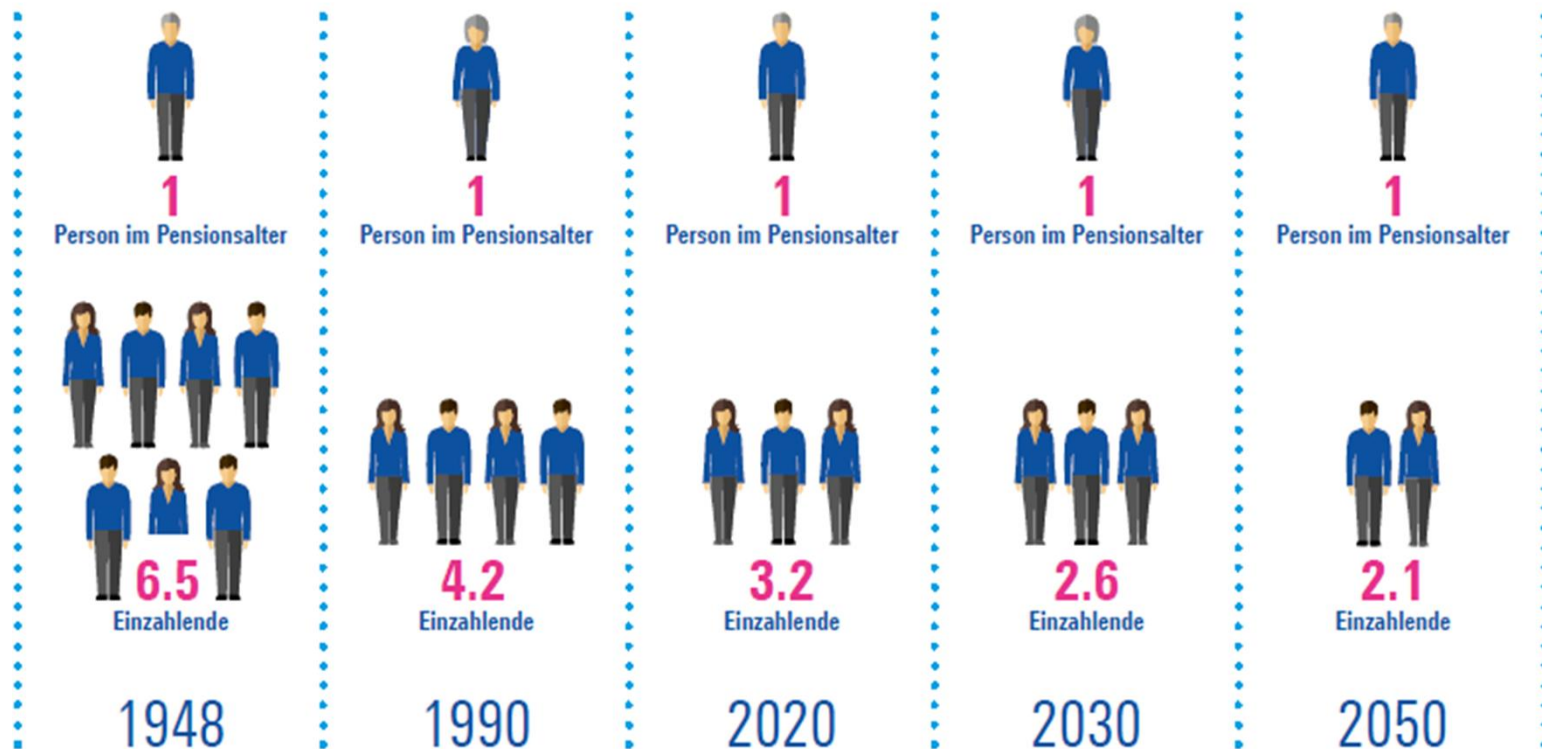 1
Person im Pensionsalter
6.5
Einzahlende
1948
1
Person im Pensionsalter
4.2
Einzahlende
1990
1
Person im Pensionsalter
3.2
Einzahlende
2020
1
Person im Pensionsalter
2.6
Einzahlende
2030
1
Person im Pensionsalter
2.1
Einzahlende
2050